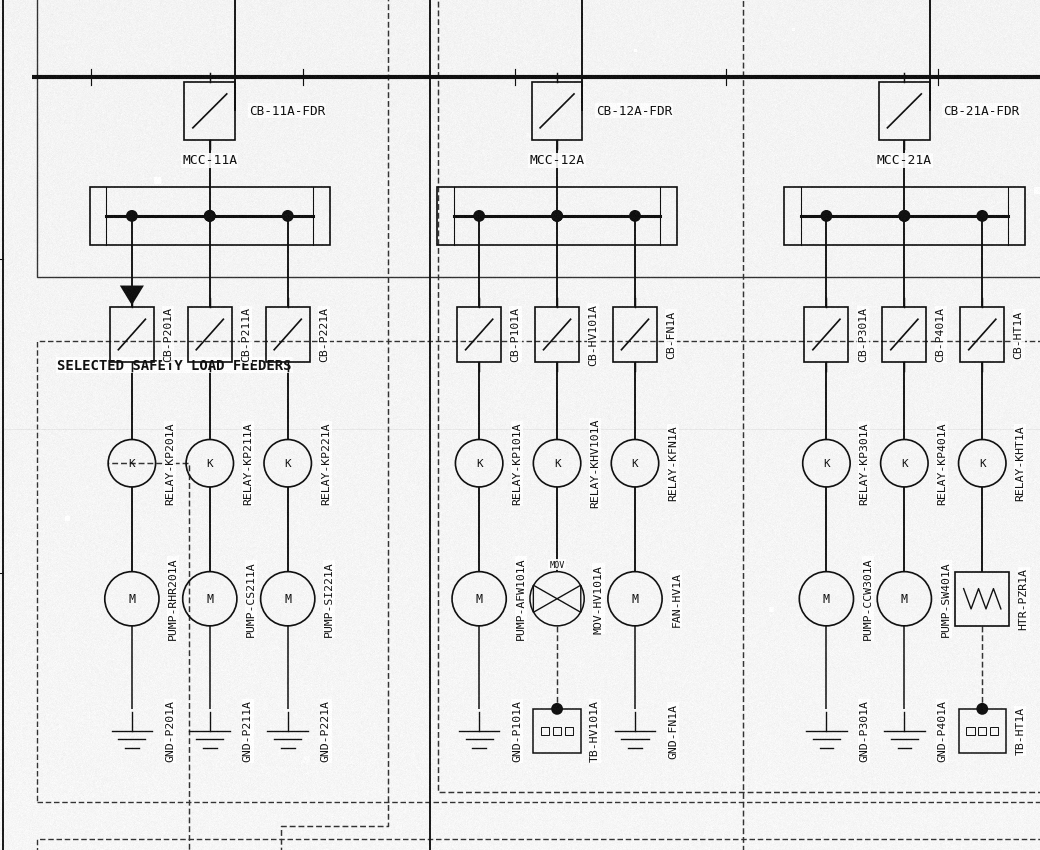 CB-11A-FDR
CB-12A-FDR
CB-21A-FDR
MCC-11A
MCC-12A
MCC-21A
CB-P201A
CB-P211A
CB-P221A
CB-P101A
CB-HV101A
CB-FN1A
CB-P301A
CB-P401A
CB-HT1A
SELECTED SAFETY LOAD FEEDERS
K
RELAY-KP201A
K
RELAY-KP211A
K
RELAY-KP221A
K
RELAY-KP101A
K
RELAY-KHV101A
K
RELAY-KFN1A
K
RELAY-KP301A
K
RELAY-KP401A
K
RELAY-KHT1A
M
PUMP-RHR201A
M
PUMP-CS211A
M
PUMP-SI221A
M
PUMP-AFW101A
MOV
MOV-HV101A
M
FAN-HV1A
M
PUMP-CCW301A
M
PUMP-SW401A
HTR-PZR1A
GND-P201A
GND-P211A
GND-P221A
GND-P101A
TB-HV101A
GND-FN1A
GND-P301A
GND-P401A
TB-HT1A